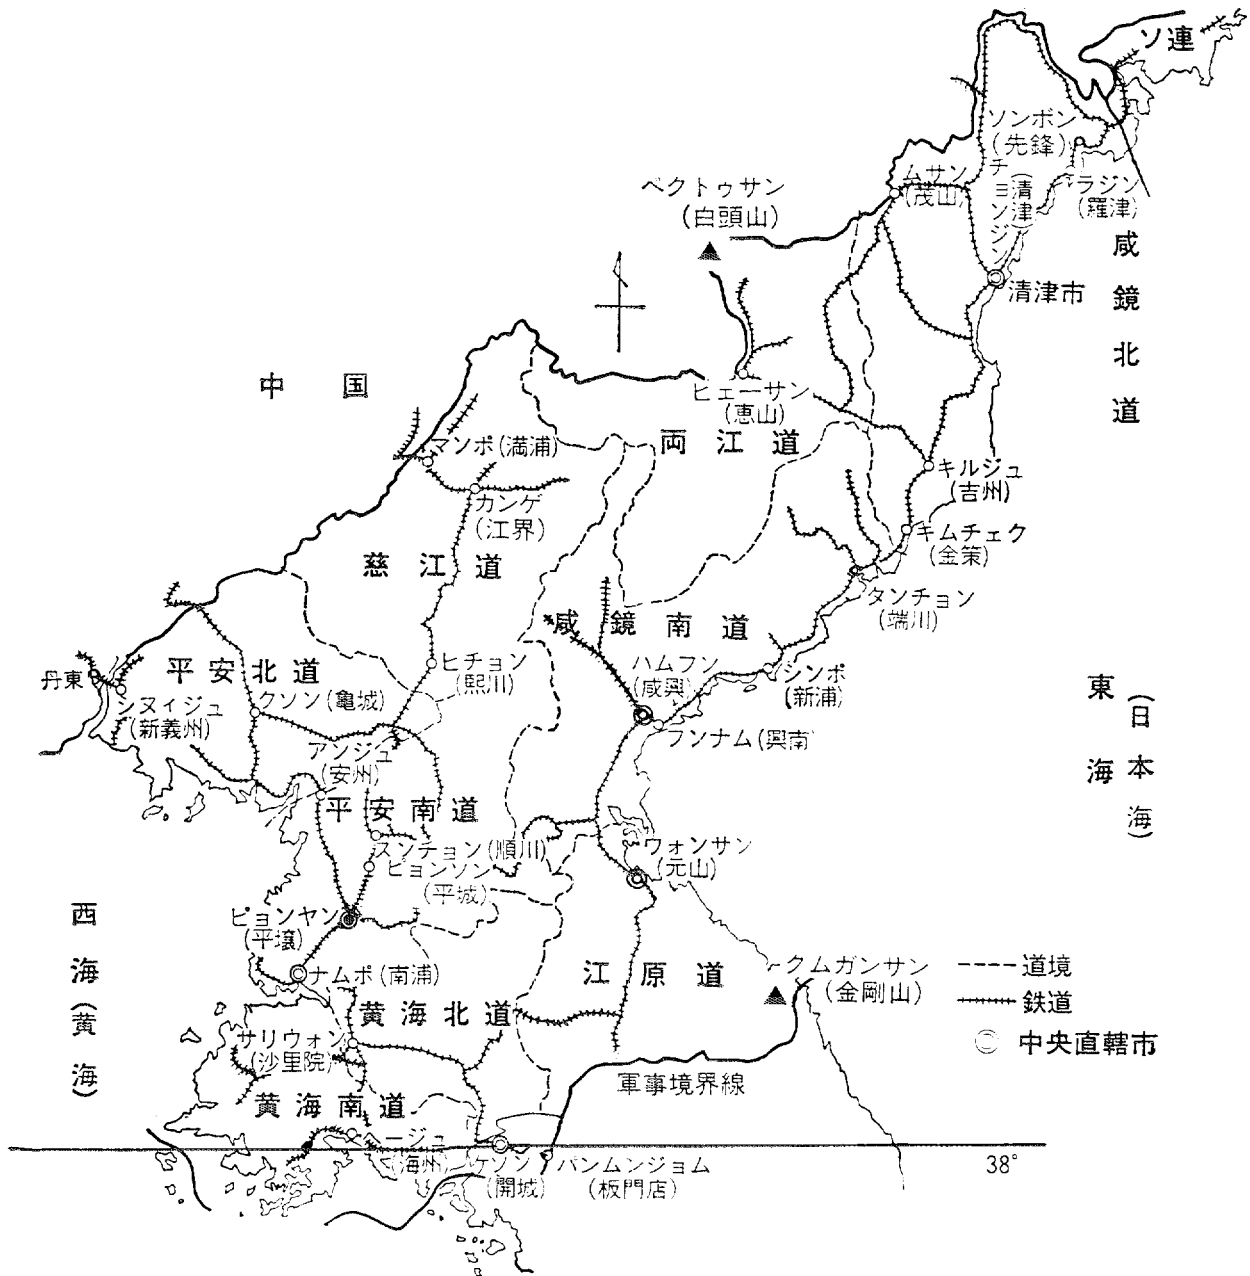 ソ連
ソンボン
(先鋒)
ムサン
(茂山)
チョンジン
(清津)
ラジン
(羅津)
ペクトゥサン
(白頭山)
清津市
咸鏡北道
中国
ヒェーサン
(恵山)
両江道
マンポ(満浦)
カンゲ
(江界)
キルジュ
(吉州)
キムチェク
(金策)
慈江道
タンチョン
(端川)
咸鏡南道
平安北道
ヒチョン
(熙川)
ハムフン
(咸興)
シンポ
(新浦)
丹東
シヌィジュ
(新義州)
クソン(亀城)
フンナム(興南)
アンジュ
(安州)
東海
(日本海)
平安南道
スンチョン(順川)
ピョンソン
(平城)
ウォンサン
(元山)
西海(黄海)
ピョンヤン
(平壌)
ナムポ(南浦)
江原道
クムガンサン
(金剛山)
道境
鉄道
◎ 中央直轄市
黄海北道
サリウォン
(沙里院)
軍事境界線
黄海南道
ヘージュ
(海州)
ケソン
(開城)
パンムンジョム
(板門店)
38°